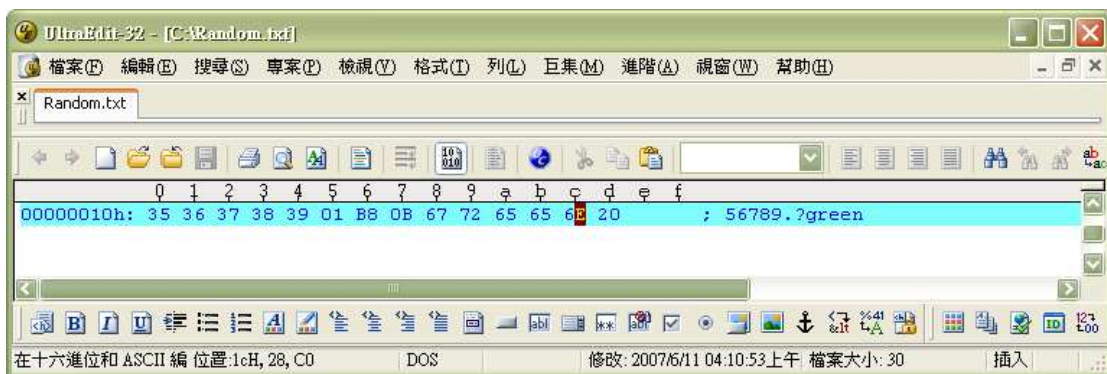 UltraEdit-32 - [C:\Random.txt]
檔案(F) 編輯(E) 搜尋(S) 專案(P) 檢視(V) 格式(T) 列(L) 巨集(M) 進階(A) 視窗(W) 幫助(H)
Random.txt
0 1 2 3 4 5 6 7 8 9 a b c d e f
00000010h: 35 36 37 38 39 01 B8 0B 67 72 65 65 6E 20 ; 56789.?green
在十六進位和 ASCII 編 位置:1cH, 28, C0 DOS 修改: 2007/6/11 04:10:53上午 檔案大小: 30 插入